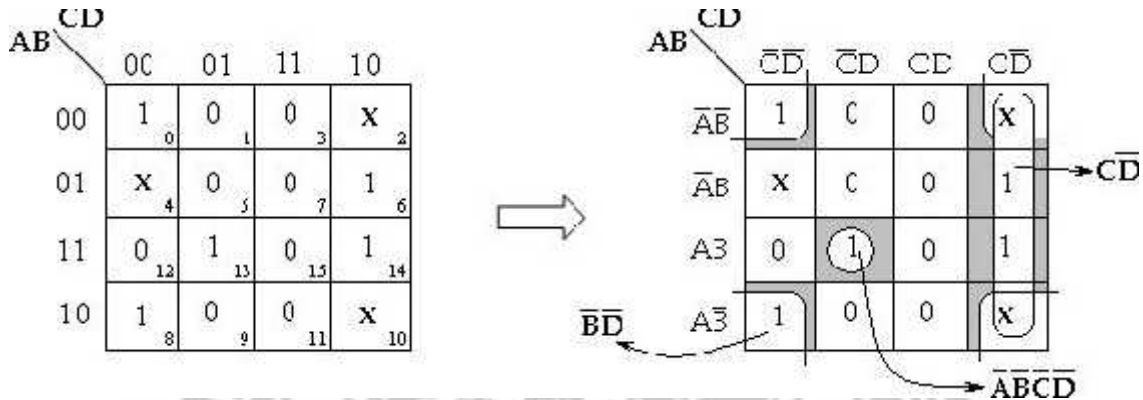 CD CD
AB AB
00 01 11 10 C̅D̅ C̅D CD CD̅
00 1 0 0 0 1 0 3 X 2 A̅B̅ 1 C 0 X
01 X 4 0 5 0 7 1 6 A̅B X C 0 1 CD̅
11 0 12 1 13 0 15 1 14 A3 0 1 0 1
10 1 8 0 9 0 11 X 10 B̅D̅ A3̅ 1 0 0 X
A̅B̅C̅D̅